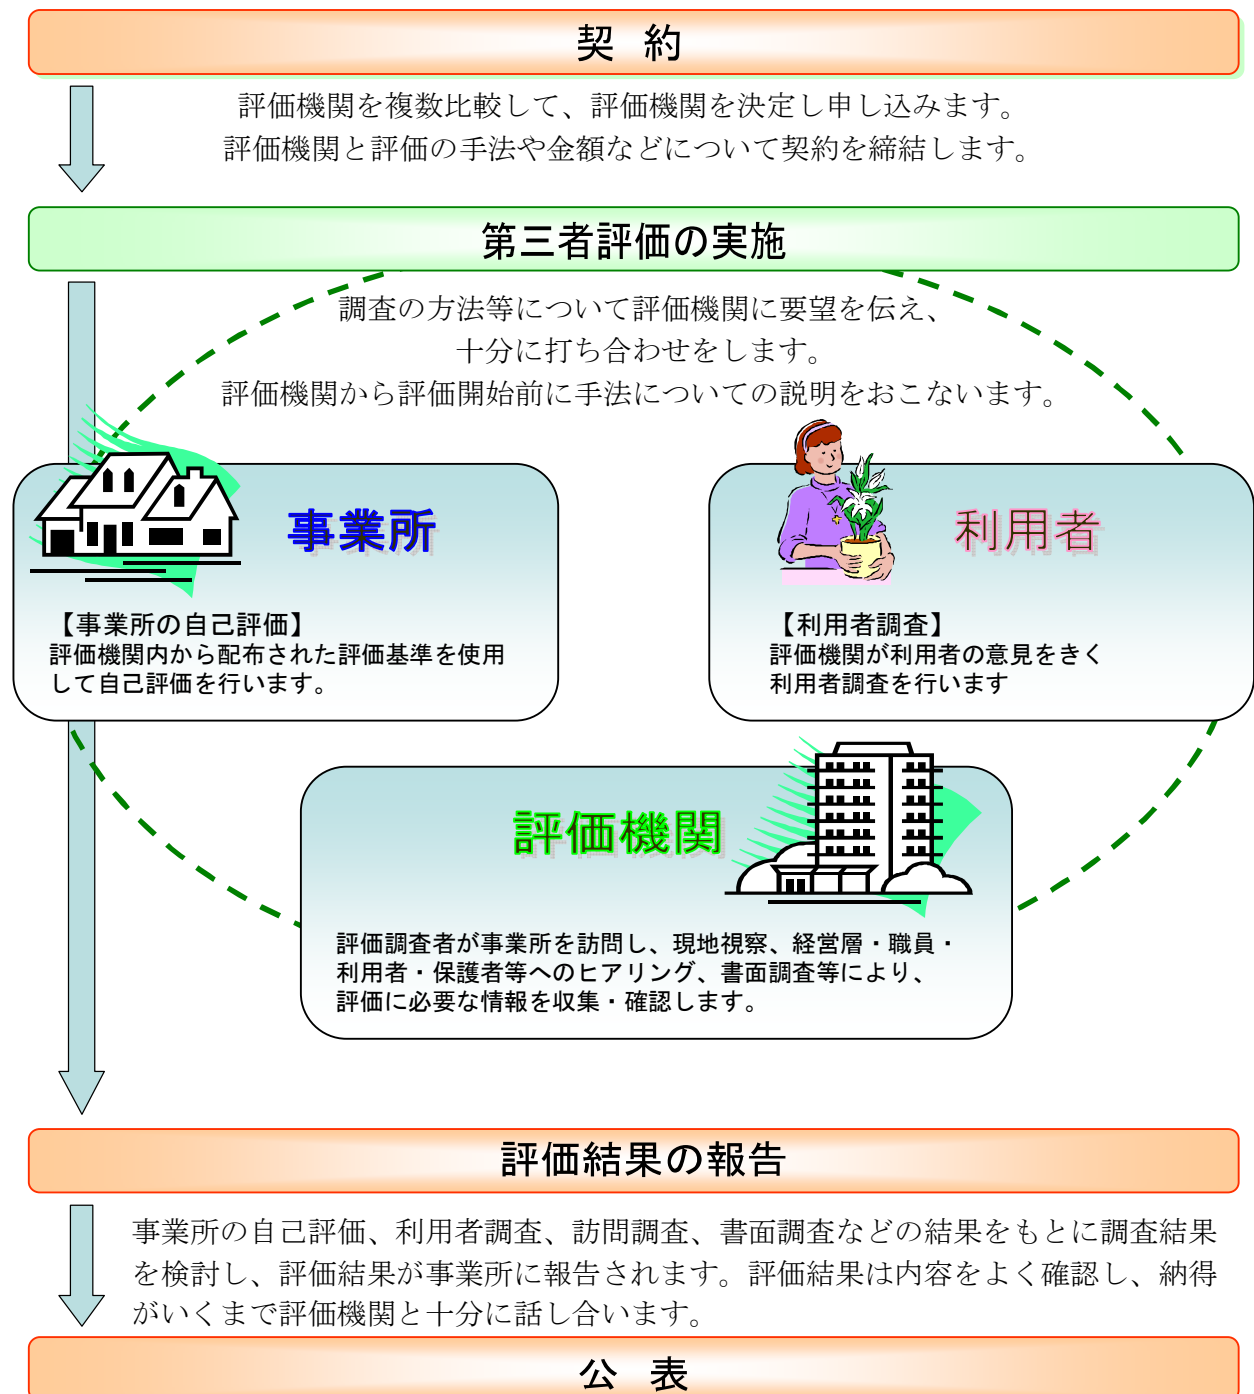 契 約
評価機関を複数比較して、評価機関を決定し申し込みます。
評価機関と評価の手法や金額などについて契約を締結します。
第三者評価の実施
調査の方法等について評価機関に要望を伝え、
十分に打ち合わせをします。
評価機関から評価開始前に手法についての説明をおこないます。
事業所
【事業所の自己評価】
評価機関内から配布された評価基準を使用
して自己評価を行います。
利用者
【利用者調査】
評価機関が利用者の意見をきく
利用者調査を行います
評価機関
評価調査者が事業所を訪問し、現地視察、経営層・職員・
利用者・保護者等へのヒアリング、書面調査等により、
評価に必要な情報を収集・確認します。
評価結果の報告
事業所の自己評価、利用者調査、訪問調査、書面調査などの結果をもとに調査結果
を検討し、評価結果が事業所に報告されます。評価結果は内容をよく確認し、納得
がいくまで評価機関と十分に話し合います。
公 表